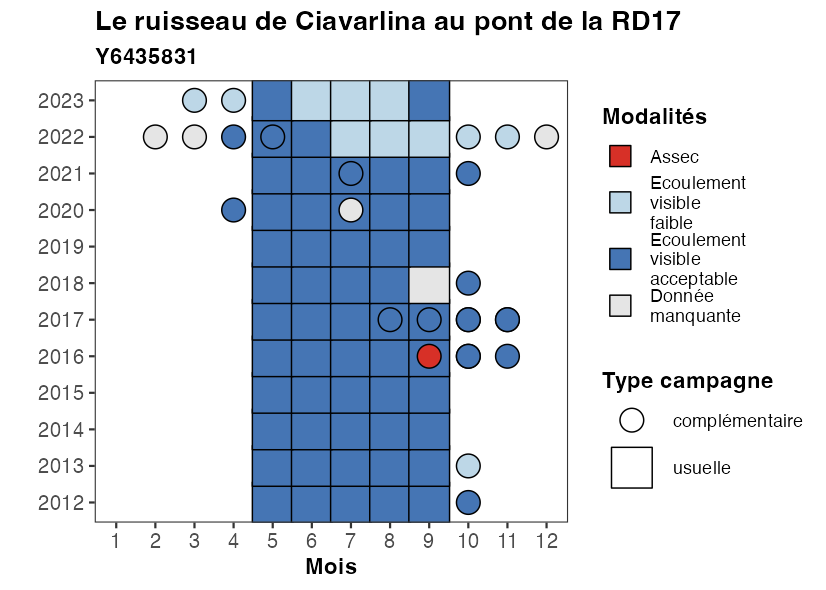 Le ruisseau de Ciavarlina au pont de la RD17
Y6435831
2023
2022
2021
2020
2019
2018
2017
2016
2015
2014
2013
2012
1 2 3 4 5 6 7 8 9 10 11 12
Mois
Modalités
Assec
Ecoulement
visible
faible
Ecoulement
visible
acceptable
Donnée
manquante
Type campagne
complémentaire
usuelle